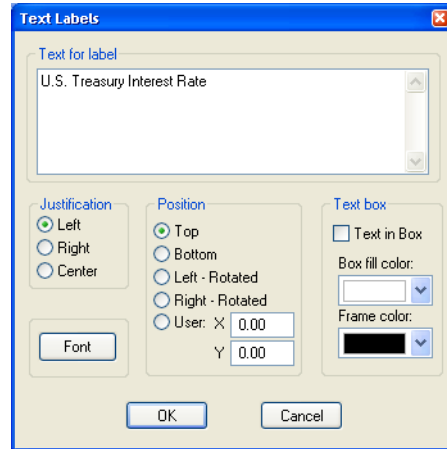 Text Labels
Text for label
U.S. Treasury Interest Rate
Justification
Left
Right
Center
Font
Position
Top
Bottom
Left - Rotated
Right - Rotated
User: X 0.00
Y 0.00
Text box
Text in Box
Box fill color:
Frame color:
OK
Cancel